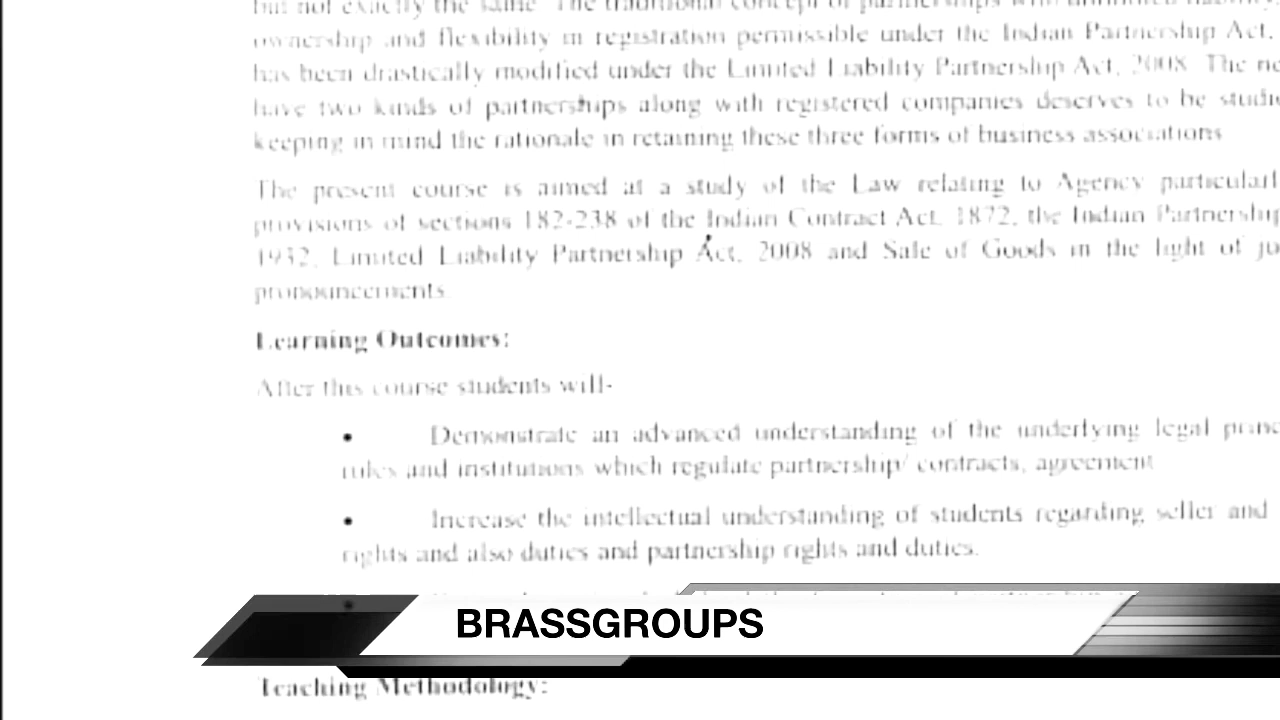 but not exactly the same. The traditional concept of partnerships with unlimited liability,
ownership and flexibility in registration permissible under the Indian Partnership Act,
has been drastically modified under the Limited Liability Partnership Act, 2008. The
have two kinds of partnerships along with registered companies deserves to be
keeping in mind the rationale in retaining these three forms of business associations
The present course is aimed at a study of the Law relating to Agency
provisions of sections 182-238 of the Indian Contract Act, 1872, the Indian
1932, Limited Liability Partnership Act, 2008 and Sale of Goods in the light of
pronouncements.
Learning Outcomes:
After this course students will-
• Demonstrate an advanced understanding of the underlying legal
rules and institutions which regulate partnership/ contracts, agreement
• Increase the intellectual understanding of students regarding seller and
rights and also duties and partnership rights and duties.
BRASSGROUPS
Teaching Methodology: